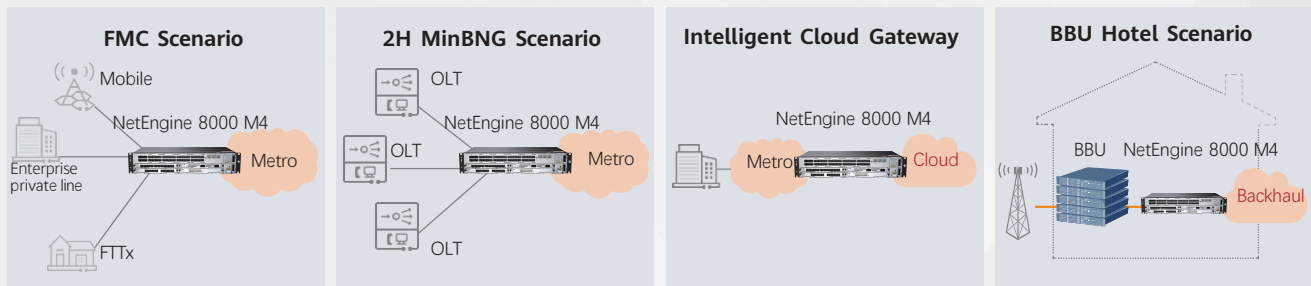 FMC Scenario
Mobile
NetEngine 8000 M4
Enterprise
private line
Metro
FTTx
2H MinBNG Scenario
OLT
NetEngine 8000 M4
OLT
Metro
OLT
Intelligent Cloud Gateway
NetEngine 8000 M4
Metro
Cloud
BBU Hotel Scenario
BBU
NetEngine 8000 M4
Backhaul